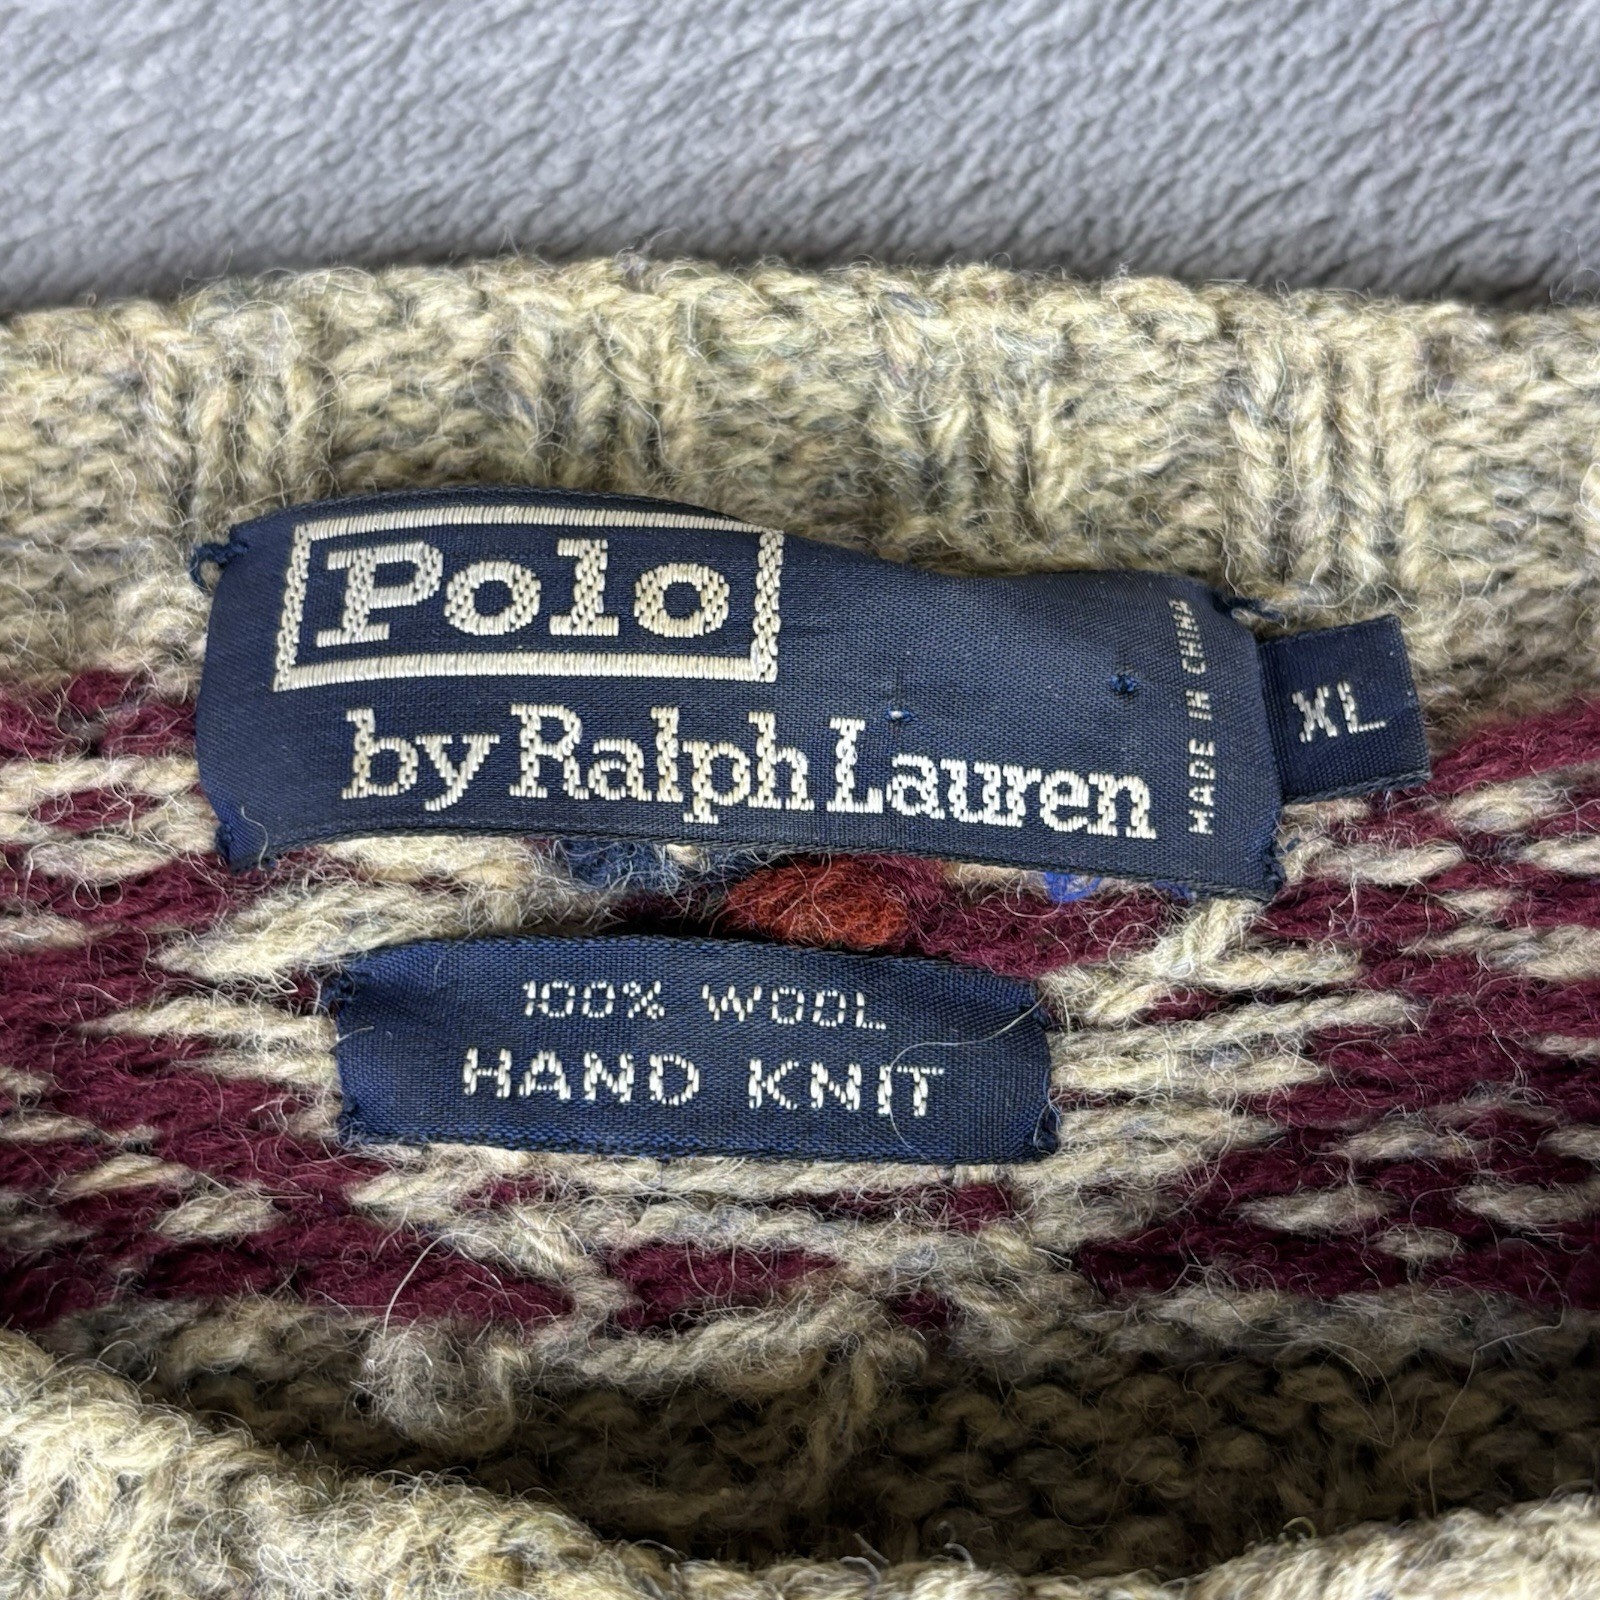 Polo
by Ralph Lauren
MADE IN CHINA
XL
100% WOOL
HAND KNIT